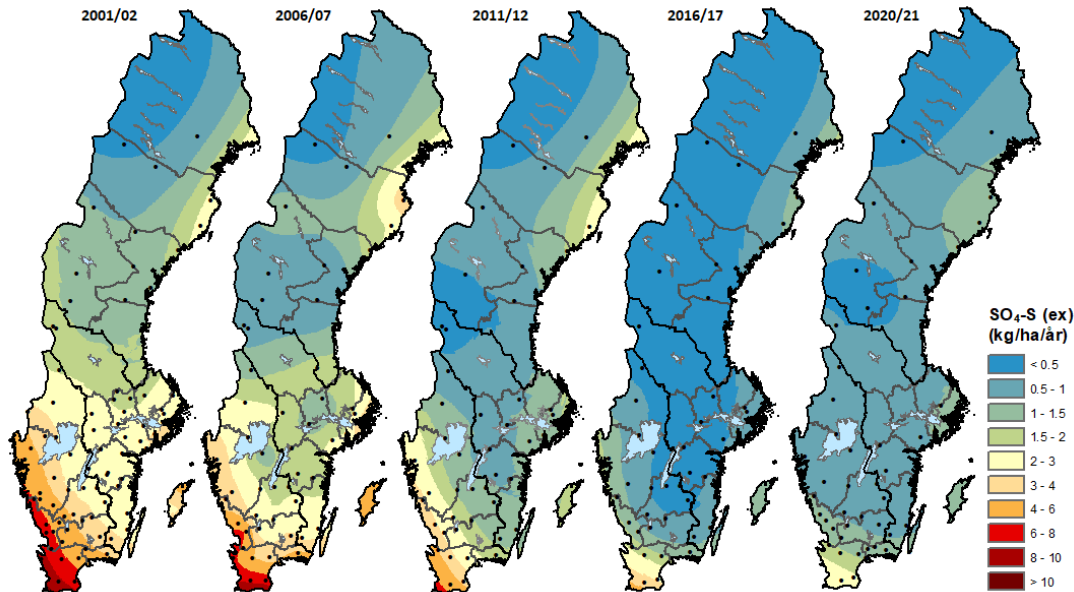 2001/02
2006/07
2011/12
2016/17
2020/21
SO₄-S (ex)
(kg/ha/år)
< 0.5
0.5 - 1
1 - 1.5
1.5 - 2
2 - 3
3 - 4
4 - 6
6 - 8
8 - 10
> 10